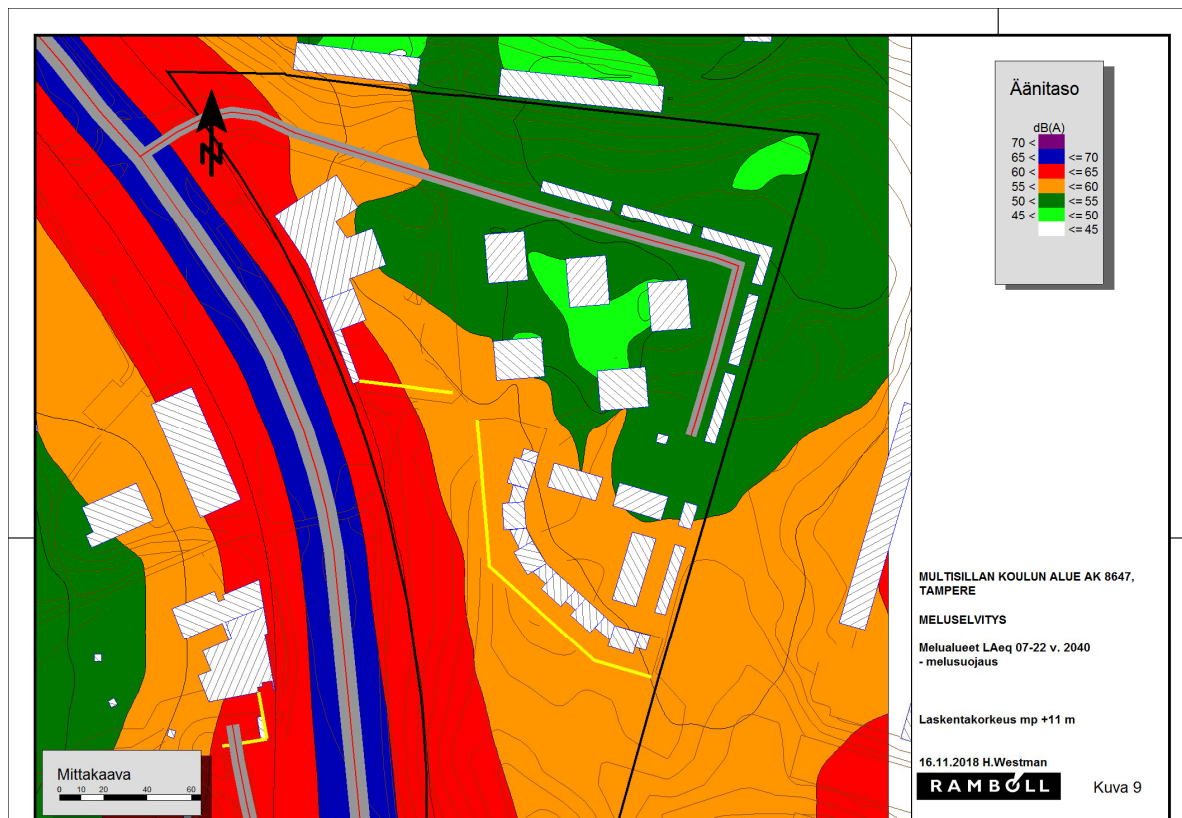 N
Äänitaso
dB(A)
70 <
65 < <= 70
60 < <= 65
55 < <= 60
50 < <= 55
45 < <= 50
<= 45
MULTISILLAN KOULUN ALUE AK 8647,
TAMPERE
MELUSELVITYS
Melualueet LAeq 07-22 v. 2040
- melusuojaus
Laskentakorkeus mp +11 m
16.11.2018 H.Westman
RAMBOLL
Kuva 9
Mittakaava
0 10 20 40 60